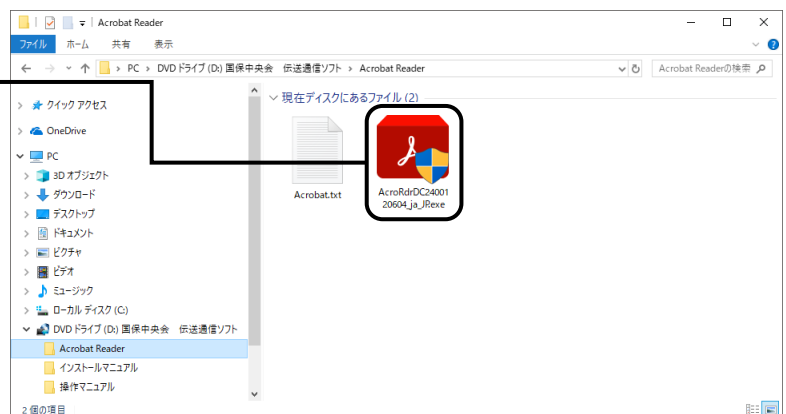 Acrobat Reader
ファイル ホーム 共有 表示
PC > DVD ドライブ (D:) 国保中央会 伝送通信ソフト > Acrobat Reader
Acrobat Readerの検索
クイック アクセス
OneDrive
PC
3D オブジェクト
ダウンロード
デスクトップ
ドキュメント
ピクチャ
ビデオ
ミュージック
ローカル ディスク (C:)
DVD ドライブ (D:) 国保中央会 伝送通信ソフト
Acrobat Reader
インストールマニュアル
操作マニュアル
現在ディスクにあるファイル (2)
Acrobat.txt
AcroRdrDC24001
20604_ja_JP.exe
2 個の項目